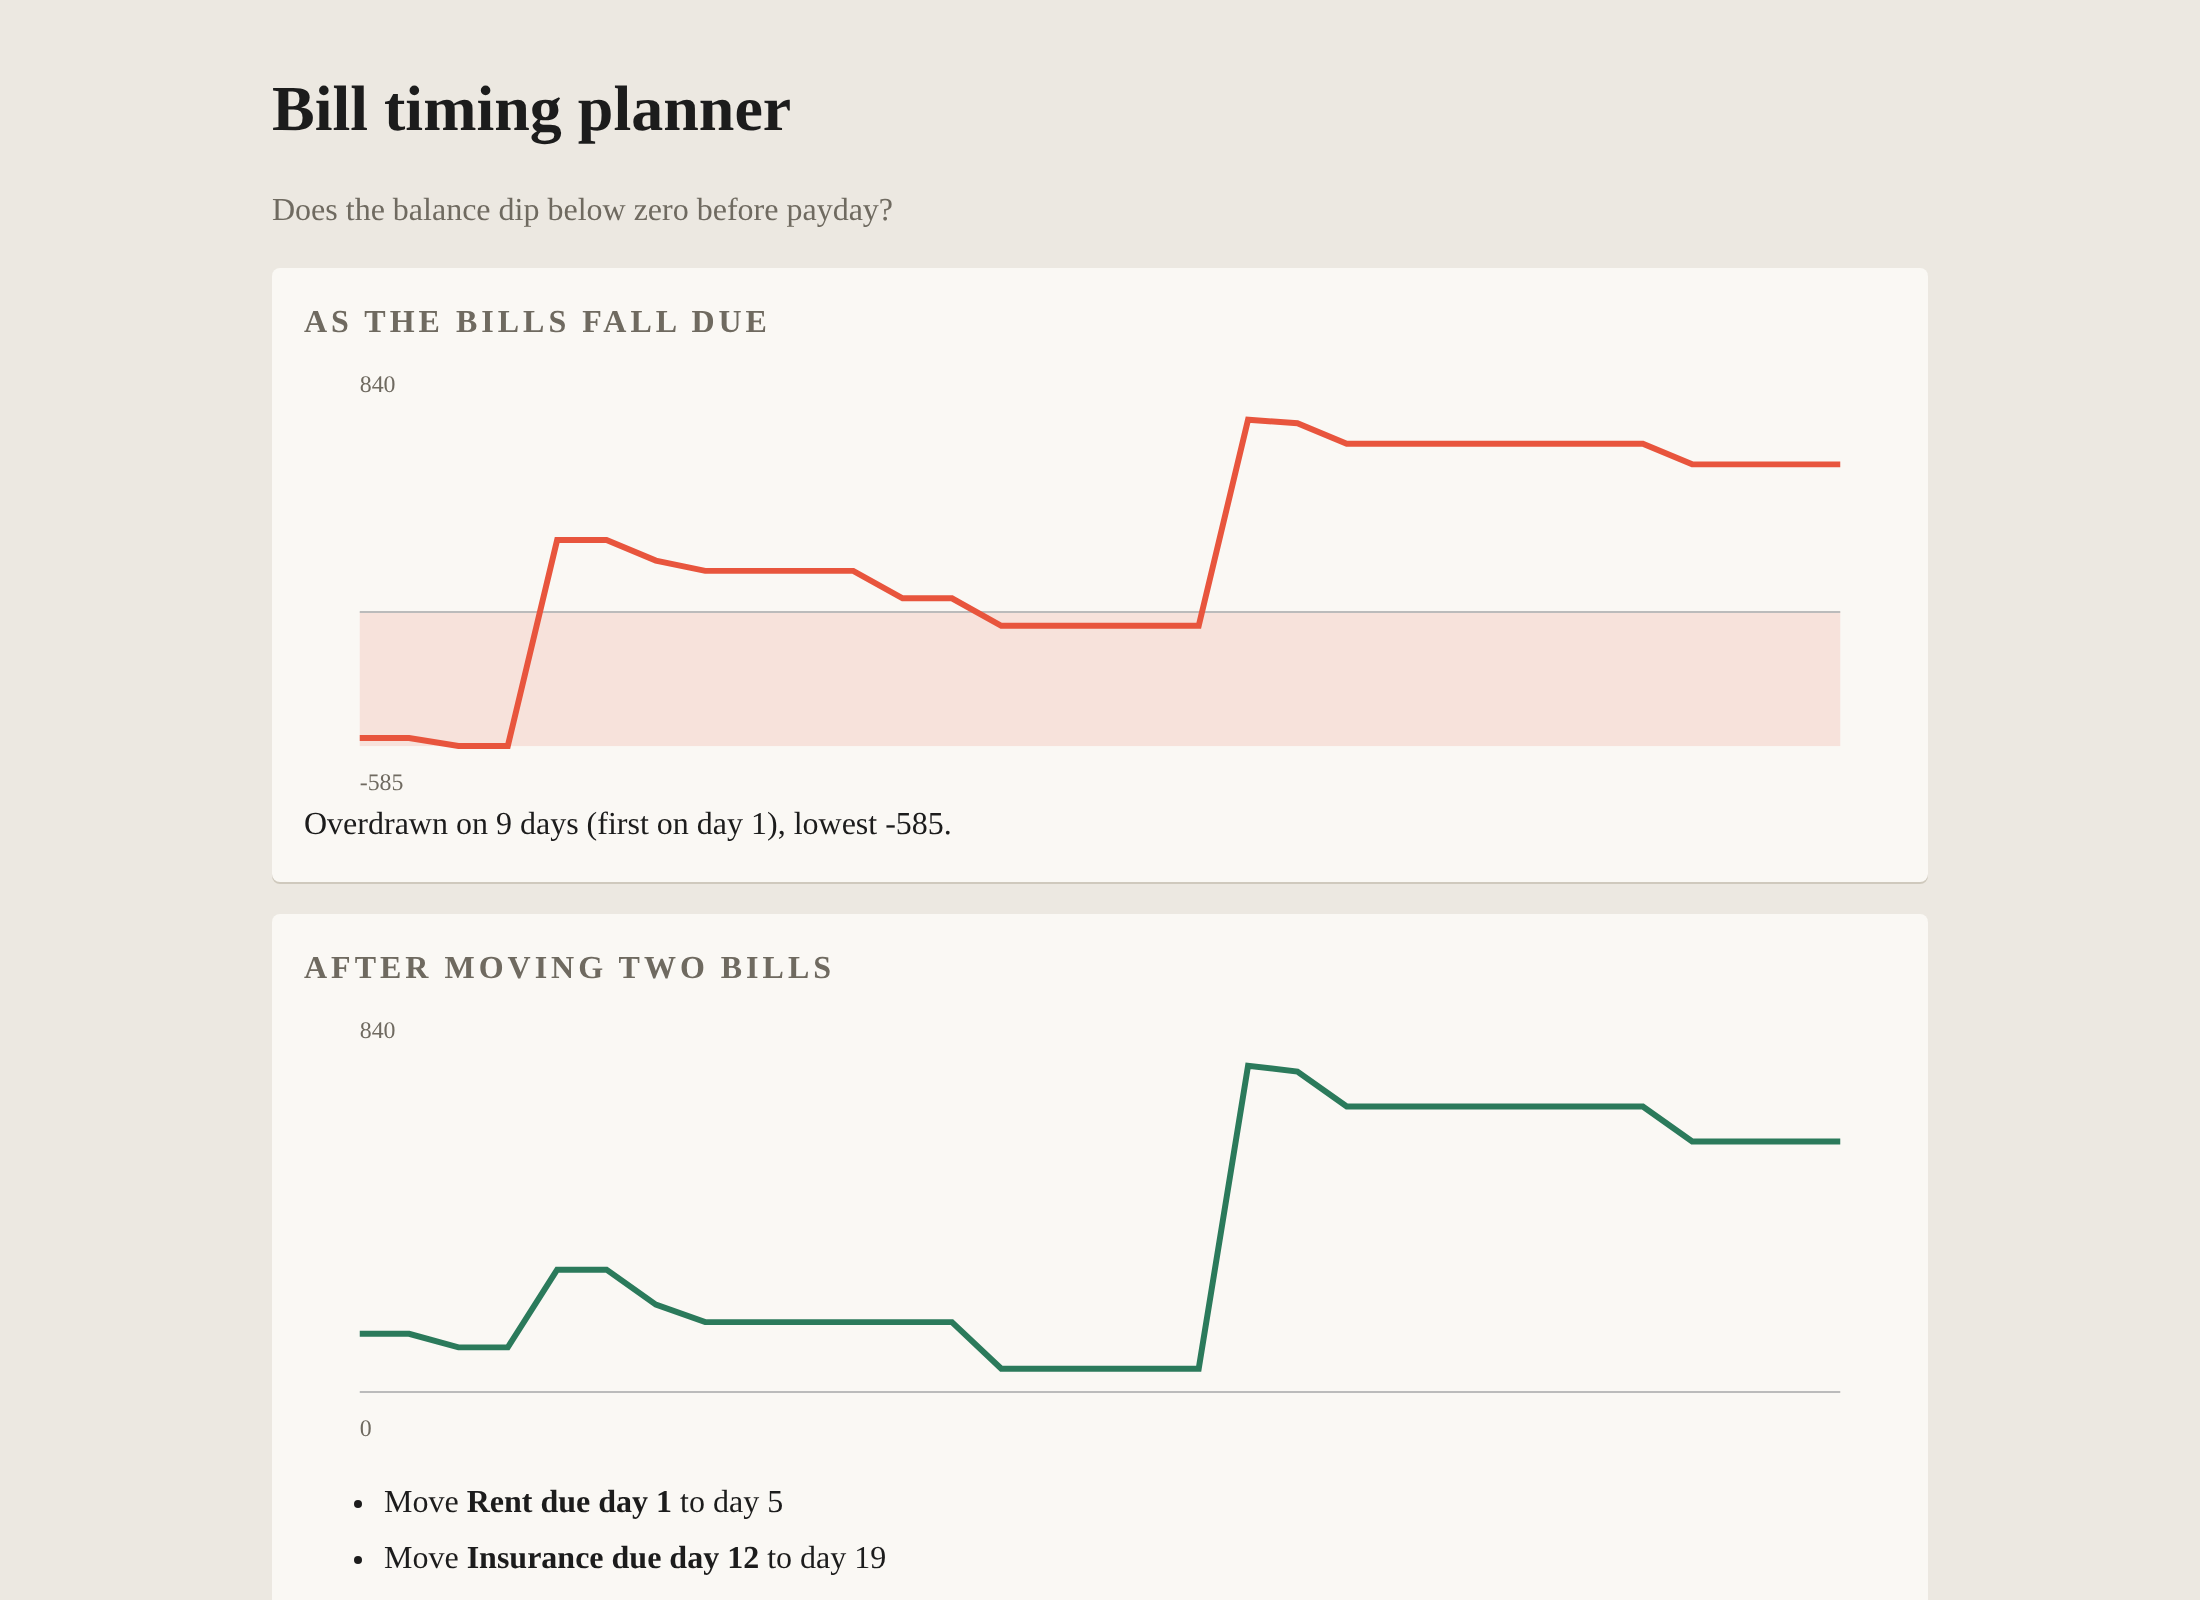 Bill timing planner
Does the balance dip below zero before payday?
AS THE BILLS FALL DUE
840
-585
Overdrawn on 9 days (first on day 1), lowest -585.
AFTER MOVING TWO BILLS
840
0
• Move Rent due day 1 to day 5
• Move Insurance due day 12 to day 19